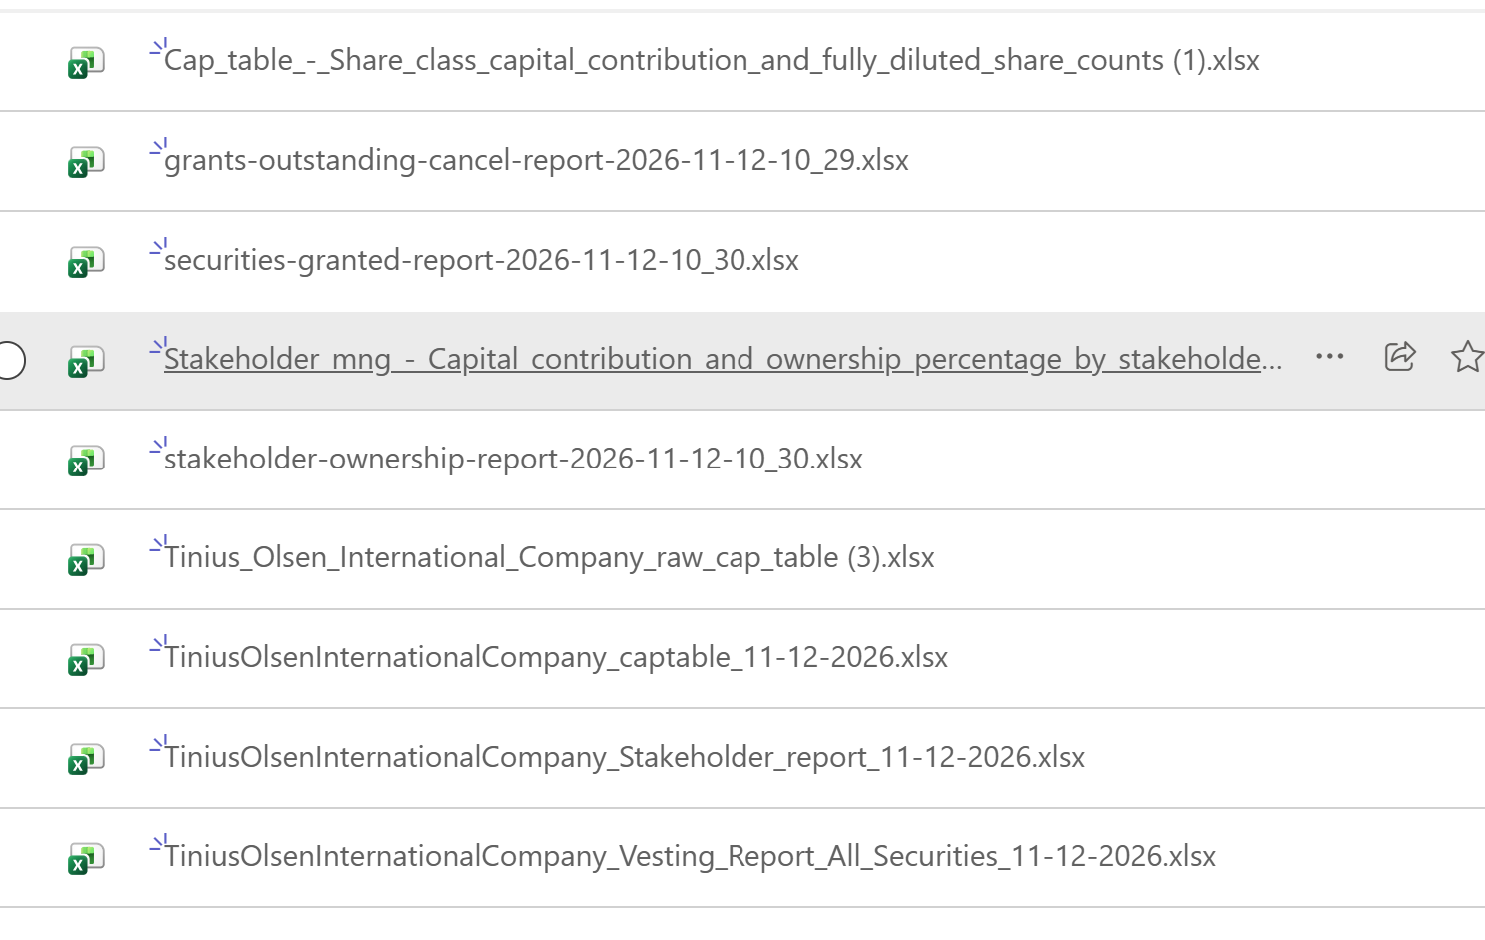 Cap_table_-_Share_class_capital_contribution_and_fully_diluted_share_counts (1).xlsx
grants-outstanding-cancel-report-2026-11-12-10_29.xlsx
securities-granted-report-2026-11-12-10_30.xlsx
Stakeholder_mng_-_Capital_contribution_and_ownership_percentage_by_stakeholde...
stakeholder-ownership-report-2026-11-12-10_30.xlsx
Tinius_Olsen_International_Company_raw_cap_table (3).xlsx
TiniusOlsenInternationalCompany_captable_11-12-2026.xlsx
TiniusOlsenInternationalCompany_Stakeholder_report_11-12-2026.xlsx
TiniusOlsenInternationalCompany_Vesting_Report_All_Securities_11-12-2026.xlsx